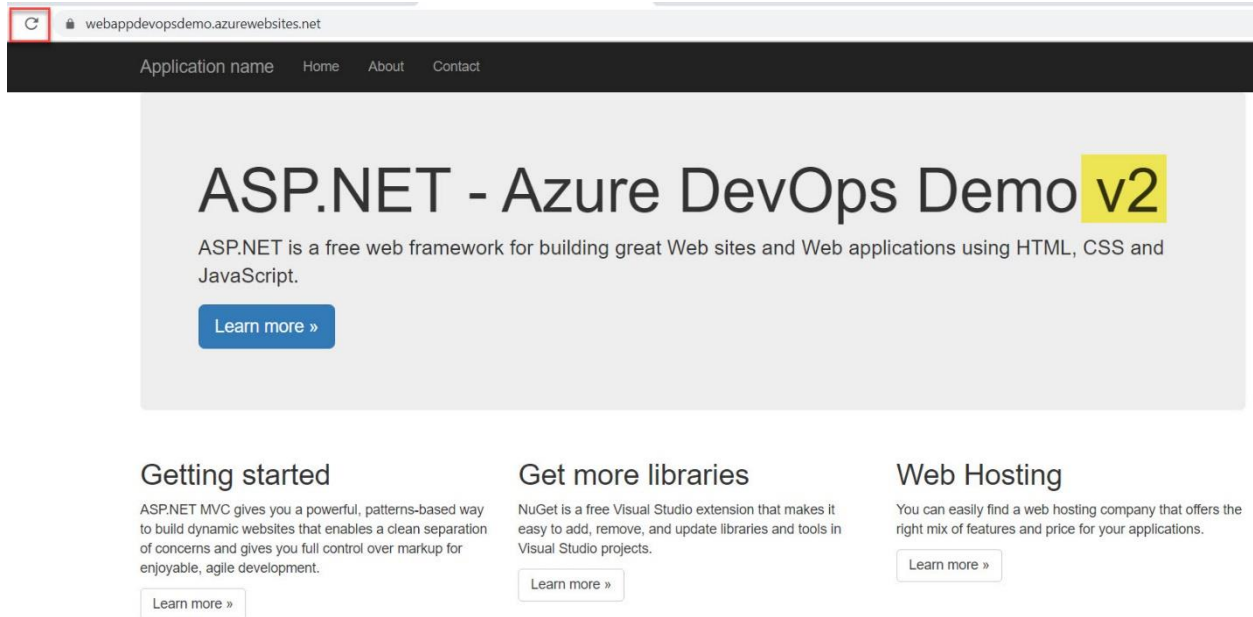 webappdevopsdemo.azurewebsites.net
Application name Home About Contact
ASP.NET - Azure DevOps Demo v2
ASP.NET is a free web framework for building great Web sites and Web applications using HTML, CSS and
JavaScript.
Learn more »
Getting started
ASP.NET MVC gives you a powerful, patterns-based way
to build dynamic websites that enables a clean separation
of concerns and gives you full control over markup for
enjoyable, agile development.
Learn more »
Get more libraries
NuGet is a free Visual Studio extension that makes it
easy to add, remove, and update libraries and tools in
Visual Studio projects.
Learn more »
Web Hosting
You can easily find a web hosting company that offers the
right mix of features and price for your applications.
Learn more »